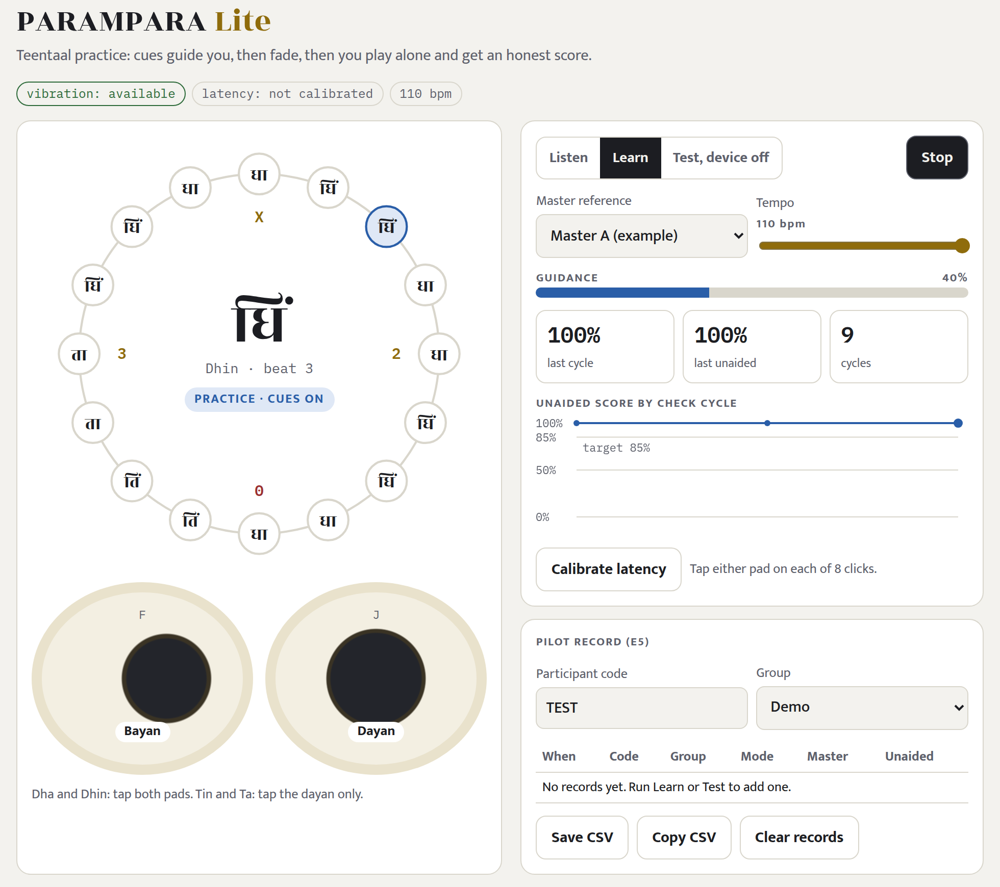 PARAMPARA Lite
Teentaal practice: cues guide you, then fade, then you play alone and get an honest score.
vibration: available
latency: not calibrated
110 bpm
धा
धिं
धिं
धा
धा
धिं
धिं
धा
धा
तिं
तिं
ता
ता
धिं
धिं
धा
X
2
0
3
धिं
Dhin · beat 3
PRACTICE · CUES ON
F
J
Bayan
Dayan
Dha and Dhin: tap both pads. Tin and Ta: tap the dayan only.
Listen
Learn
Test, device off
Stop
Master reference
Master A (example)
Tempo
110 bpm
GUIDANCE
40%
100%
last cycle
100%
last unaided
9
cycles
UNAIDED SCORE BY CHECK CYCLE
100%
85%
target 85%
50%
0%
Calibrate latency
Tap either pad on each of 8 clicks.
PILOT RECORD (E5)
Participant code
TEST
Group
Demo
When Code Group Mode Master Unaided
No records yet. Run Learn or Test to add one.
Save CSV
Copy CSV
Clear records